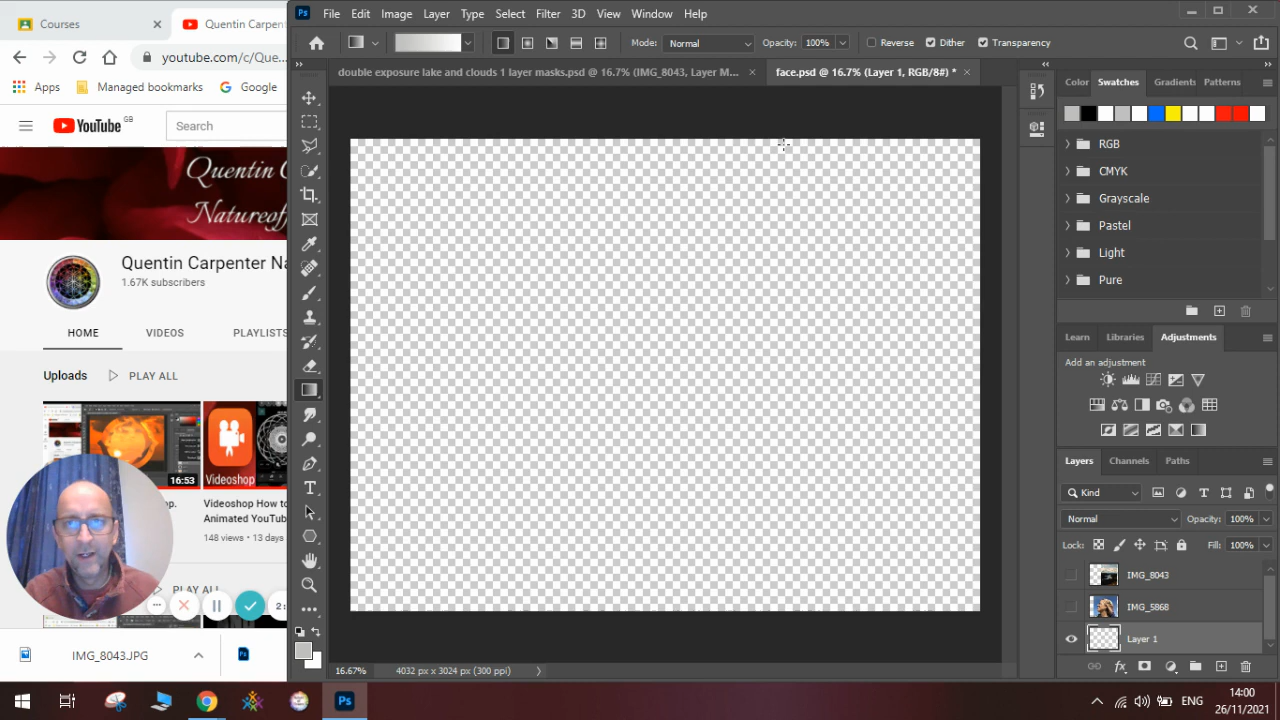 Courses
Quentin Carpen
youtube.com/c/Que...
Apps
Managed bookmarks
Google
YouTube GB
Search
Quentin C
Natureoff
Quentin Carpenter Na
1.67K subscribers
HOME
VIDEOS
PLAYLISTS
Uploads
PLAY ALL
16:53
Videoshop
op.
Videoshop How to
Animated YouTu
148 views • 13 days
PLAY ALL
2:
IMG_8043.JPG
Ps
File Edit Image Layer Type Select Filter 3D View Window Help
Mode: Normal Opacity: 100% Reverse Dither Transparency
double exposure lake and clouds 1 layer masks.psd @ 16.7% (IMG_8043, Layer M... ×
face.psd @ 16.7% (Layer 1, RGB/8#) * ×
16.67%
4032 px x 3024 px (300 ppi)
Color Swatches Gradients Patterns
RGB
CMYK
Grayscale
Pastel
Light
Pure
Learn Libraries Adjustments
Add an adjustment
Layers Channels Paths
Kind
Normal Opacity: 100%
Lock: Fill: 100%
IMG_8043
IMG_5868
Layer 1
fx
Ps
ENG
14:00
26/11/2021